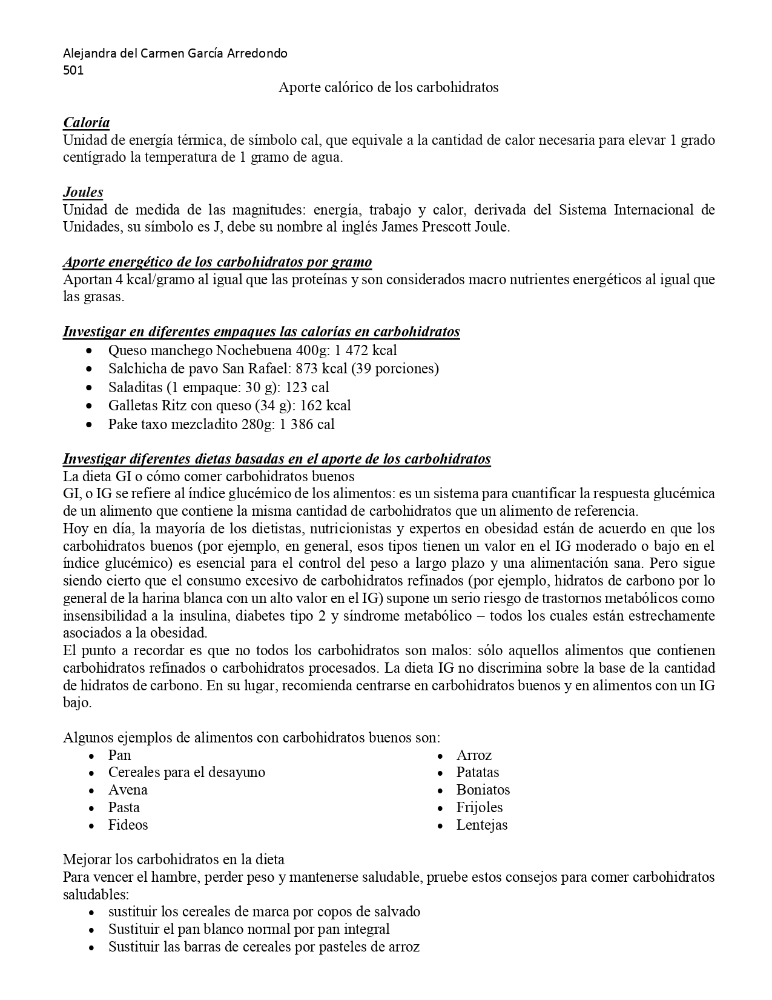 Alejandra del Carmen García Arredondo
501
Aporte calórico de los carbohidratos
Caloría
Unidad de energía térmica, de símbolo cal, que equivale a la cantidad de calor necesaria para elevar 1 grado
centígrado la temperatura de 1 gramo de agua.
Joules
Unidad de medida de las magnitudes: energía, trabajo y calor, derivada del Sistema Internacional de
Unidades, su símbolo es J, debe su nombre al inglés James Prescott Joule.
Aporte energético de los carbohidratos por gramo
Aportan 4 kcal/gramo al igual que las proteínas y son considerados macro nutrientes energéticos al igual que
las grasas.
Investigar en diferentes empaques las calorías en carbohidratos
• Queso manchego Nochebuena 400g: 1 472 kcal
• Salchicha de pavo San Rafael: 873 kcal (39 porciones)
• Saladitas (1 empaque: 30 g): 123 cal
• Galletas Ritz con queso (34 g): 162 kcal
• Pake taxo mezcladito 280g: 1 386 cal
Investigar diferentes dietas basadas en el aporte de los carbohidratos
La dieta GI o cómo comer carbohidratos buenos
GI, o IG se refiere al índice glucémico de los alimentos: es un sistema para cuantificar la respuesta glucémica
de un alimento que contiene la misma cantidad de carbohidratos que un alimento de referencia.
Hoy en día, la mayoría de los dietistas, nutricionistas y expertos en obesidad están de acuerdo en que los
carbohidratos buenos (por ejemplo, en general, esos tipos tienen un valor en el IG moderado o bajo en el
índice glucémico) es esencial para el control del peso a largo plazo y una alimentación sana. Pero sigue
siendo cierto que el consumo excesivo de carbohidratos refinados (por ejemplo, hidratos de carbono por lo
general de la harina blanca con un alto valor en el IG) supone un serio riesgo de trastornos metabólicos como
insensibilidad a la insulina, diabetes tipo 2 y síndrome metabólico – todos los cuales están estrechamente
asociados a la obesidad.
El punto a recordar es que no todos los carbohidratos son malos: sólo aquellos alimentos que contienen
carbohidratos refinados o carbohidratos procesados. La dieta IG no discrimina sobre la base de la cantidad
de hidratos de carbono. En su lugar, recomienda centrarse en carbohidratos buenos y en alimentos con un IG
bajo.
Algunos ejemplos de alimentos con carbohidratos buenos son:
• Pan
• Cereales para el desayuno
• Avena
• Pasta
• Fideos
• Arroz
• Patatas
• Boniatos
• Frijoles
• Lentejas
Mejorar los carbohidratos en la dieta
Para vencer el hambre, perder peso y mantenerse saludable, pruebe estos consejos para comer carbohidratos
saludables:
• sustituir los cereales de marca por copos de salvado
• Sustituir el pan blanco normal por pan integral
• Sustituir las barras de cereales por pasteles de arroz